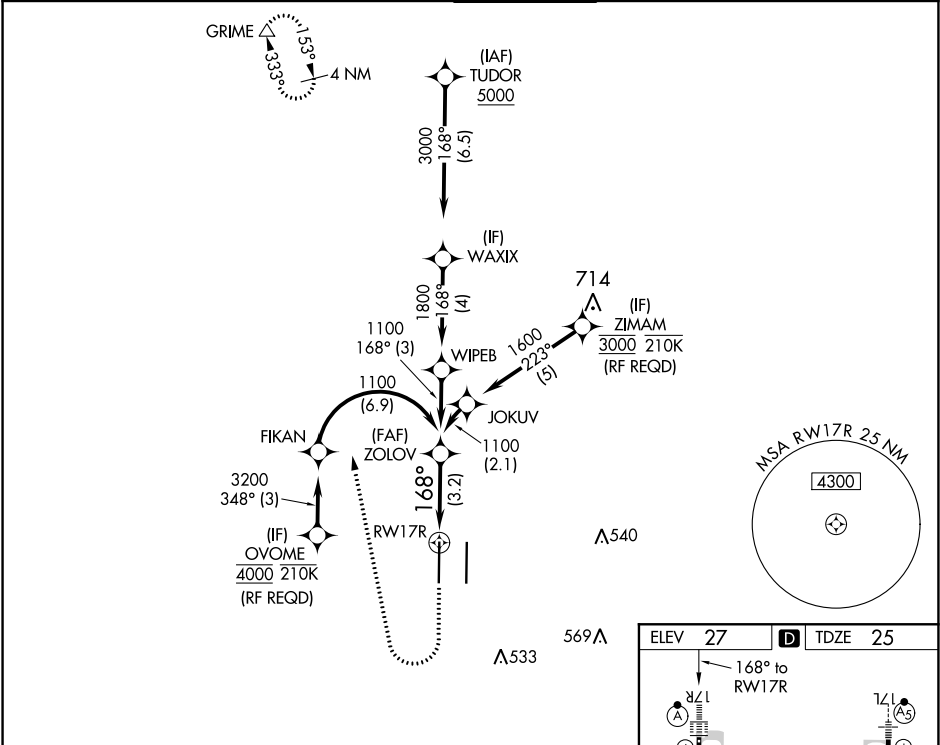 GRIME
153°
333°
4 NM
(IAF)
TUDOR
5000
3000
168°
(6.5)
(IF)
WAXIX
1800
168°
(4)
714
(IF)
ZIMAM
3000 210K
(RF REQD)
1600
223°
(5)
1100
168° (3)
WIPEB
1100
(6.9)
JOKUV
FIKAN
(FAF)
ZOLOV
1100
(2.1)
3200
348° (3)
168°
(3.2)
(IF)
OVOME
4000 210K
(RF REQD)
RW17R
540
569
533
MSA RW17R 25 NM
4300
ELEV 27 D TDZE 25
168° to
RW17R
17R
17L
A
A5